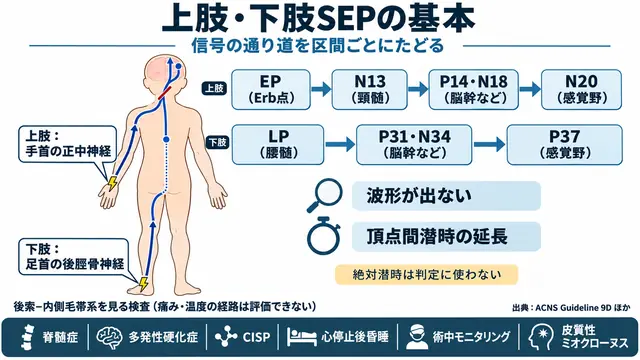 上肢・下肢SEPの基本
信号の通り道を区間ごとにたどる
上肢
EP
(Erb点)
N13
(頸髄)
P14・N18
(脳幹など)
N20
(感覚野)
下肢
LP
(腰髄)
P31・N34
(脳幹など)
P37
(感覚野)
上肢：
手首の正中神経
下肢：
足首の後脛骨神経
波形が出ない
頂点間潜時の延長
絶対潜時は判定に使わない
後索−内側毛帯系を見る検査（痛み・温度の経路は評価できない）
出典：ACNS Guideline 9D ほか
脊髄症
多発性硬化症
CISP
心停止後昏睡
術中モニタリング
皮質性
ミオクローヌス